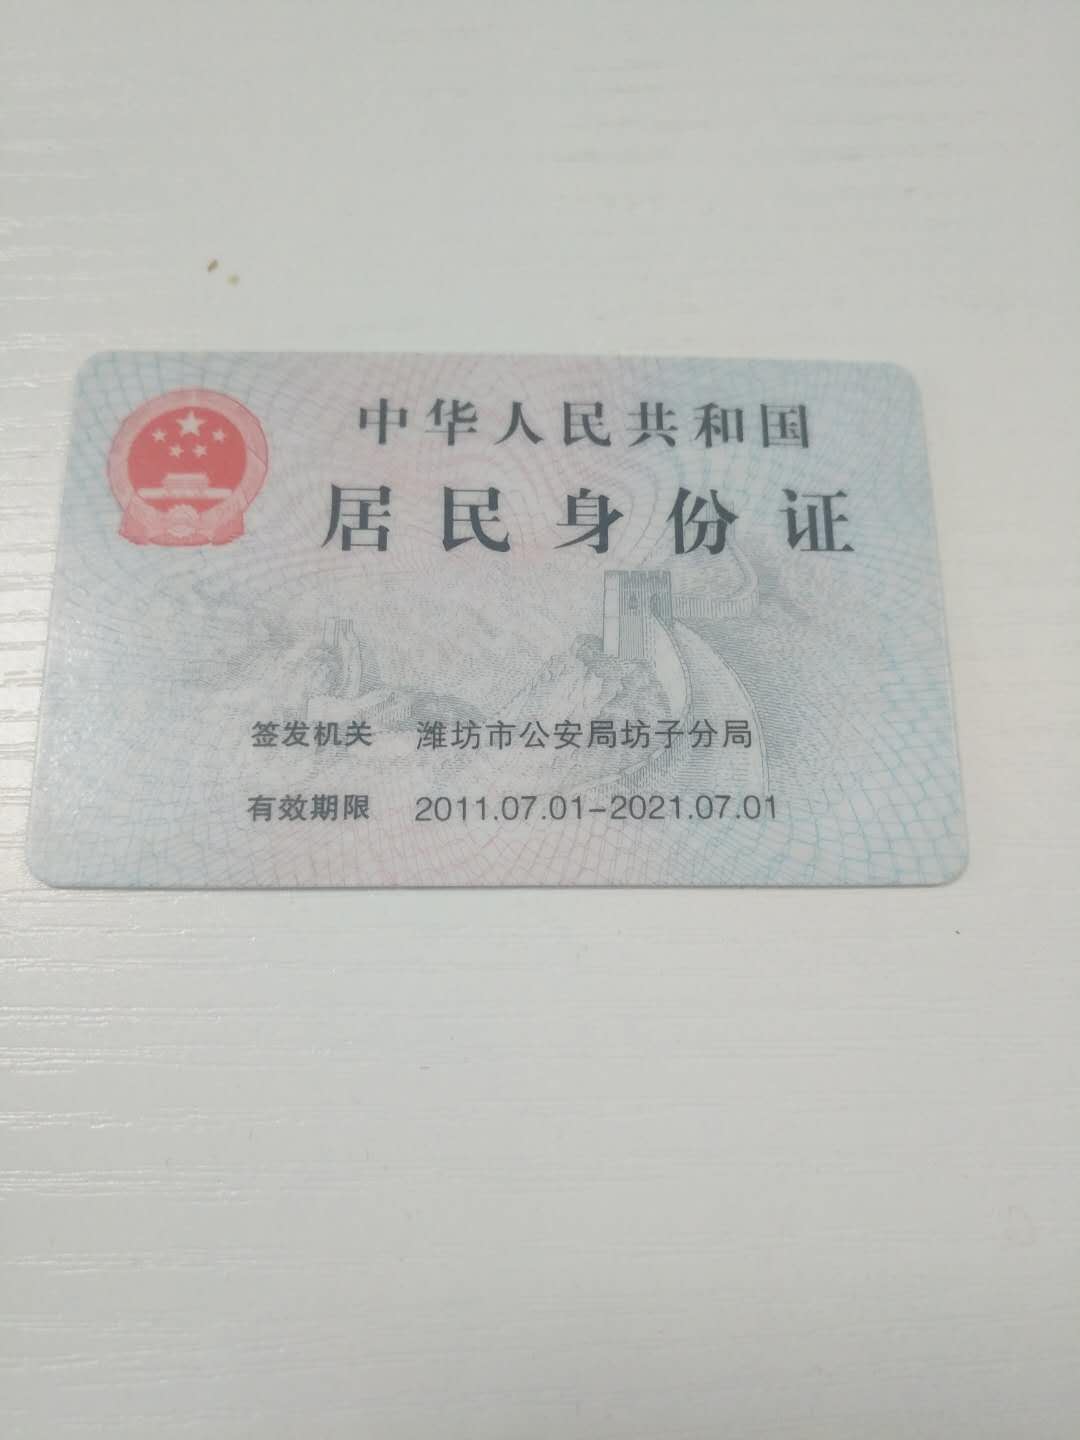 中华人民共和国
居民身份证
签发机关 潍坊市公安局坊子分局
有效期限 2011.07.01-2021.07.01